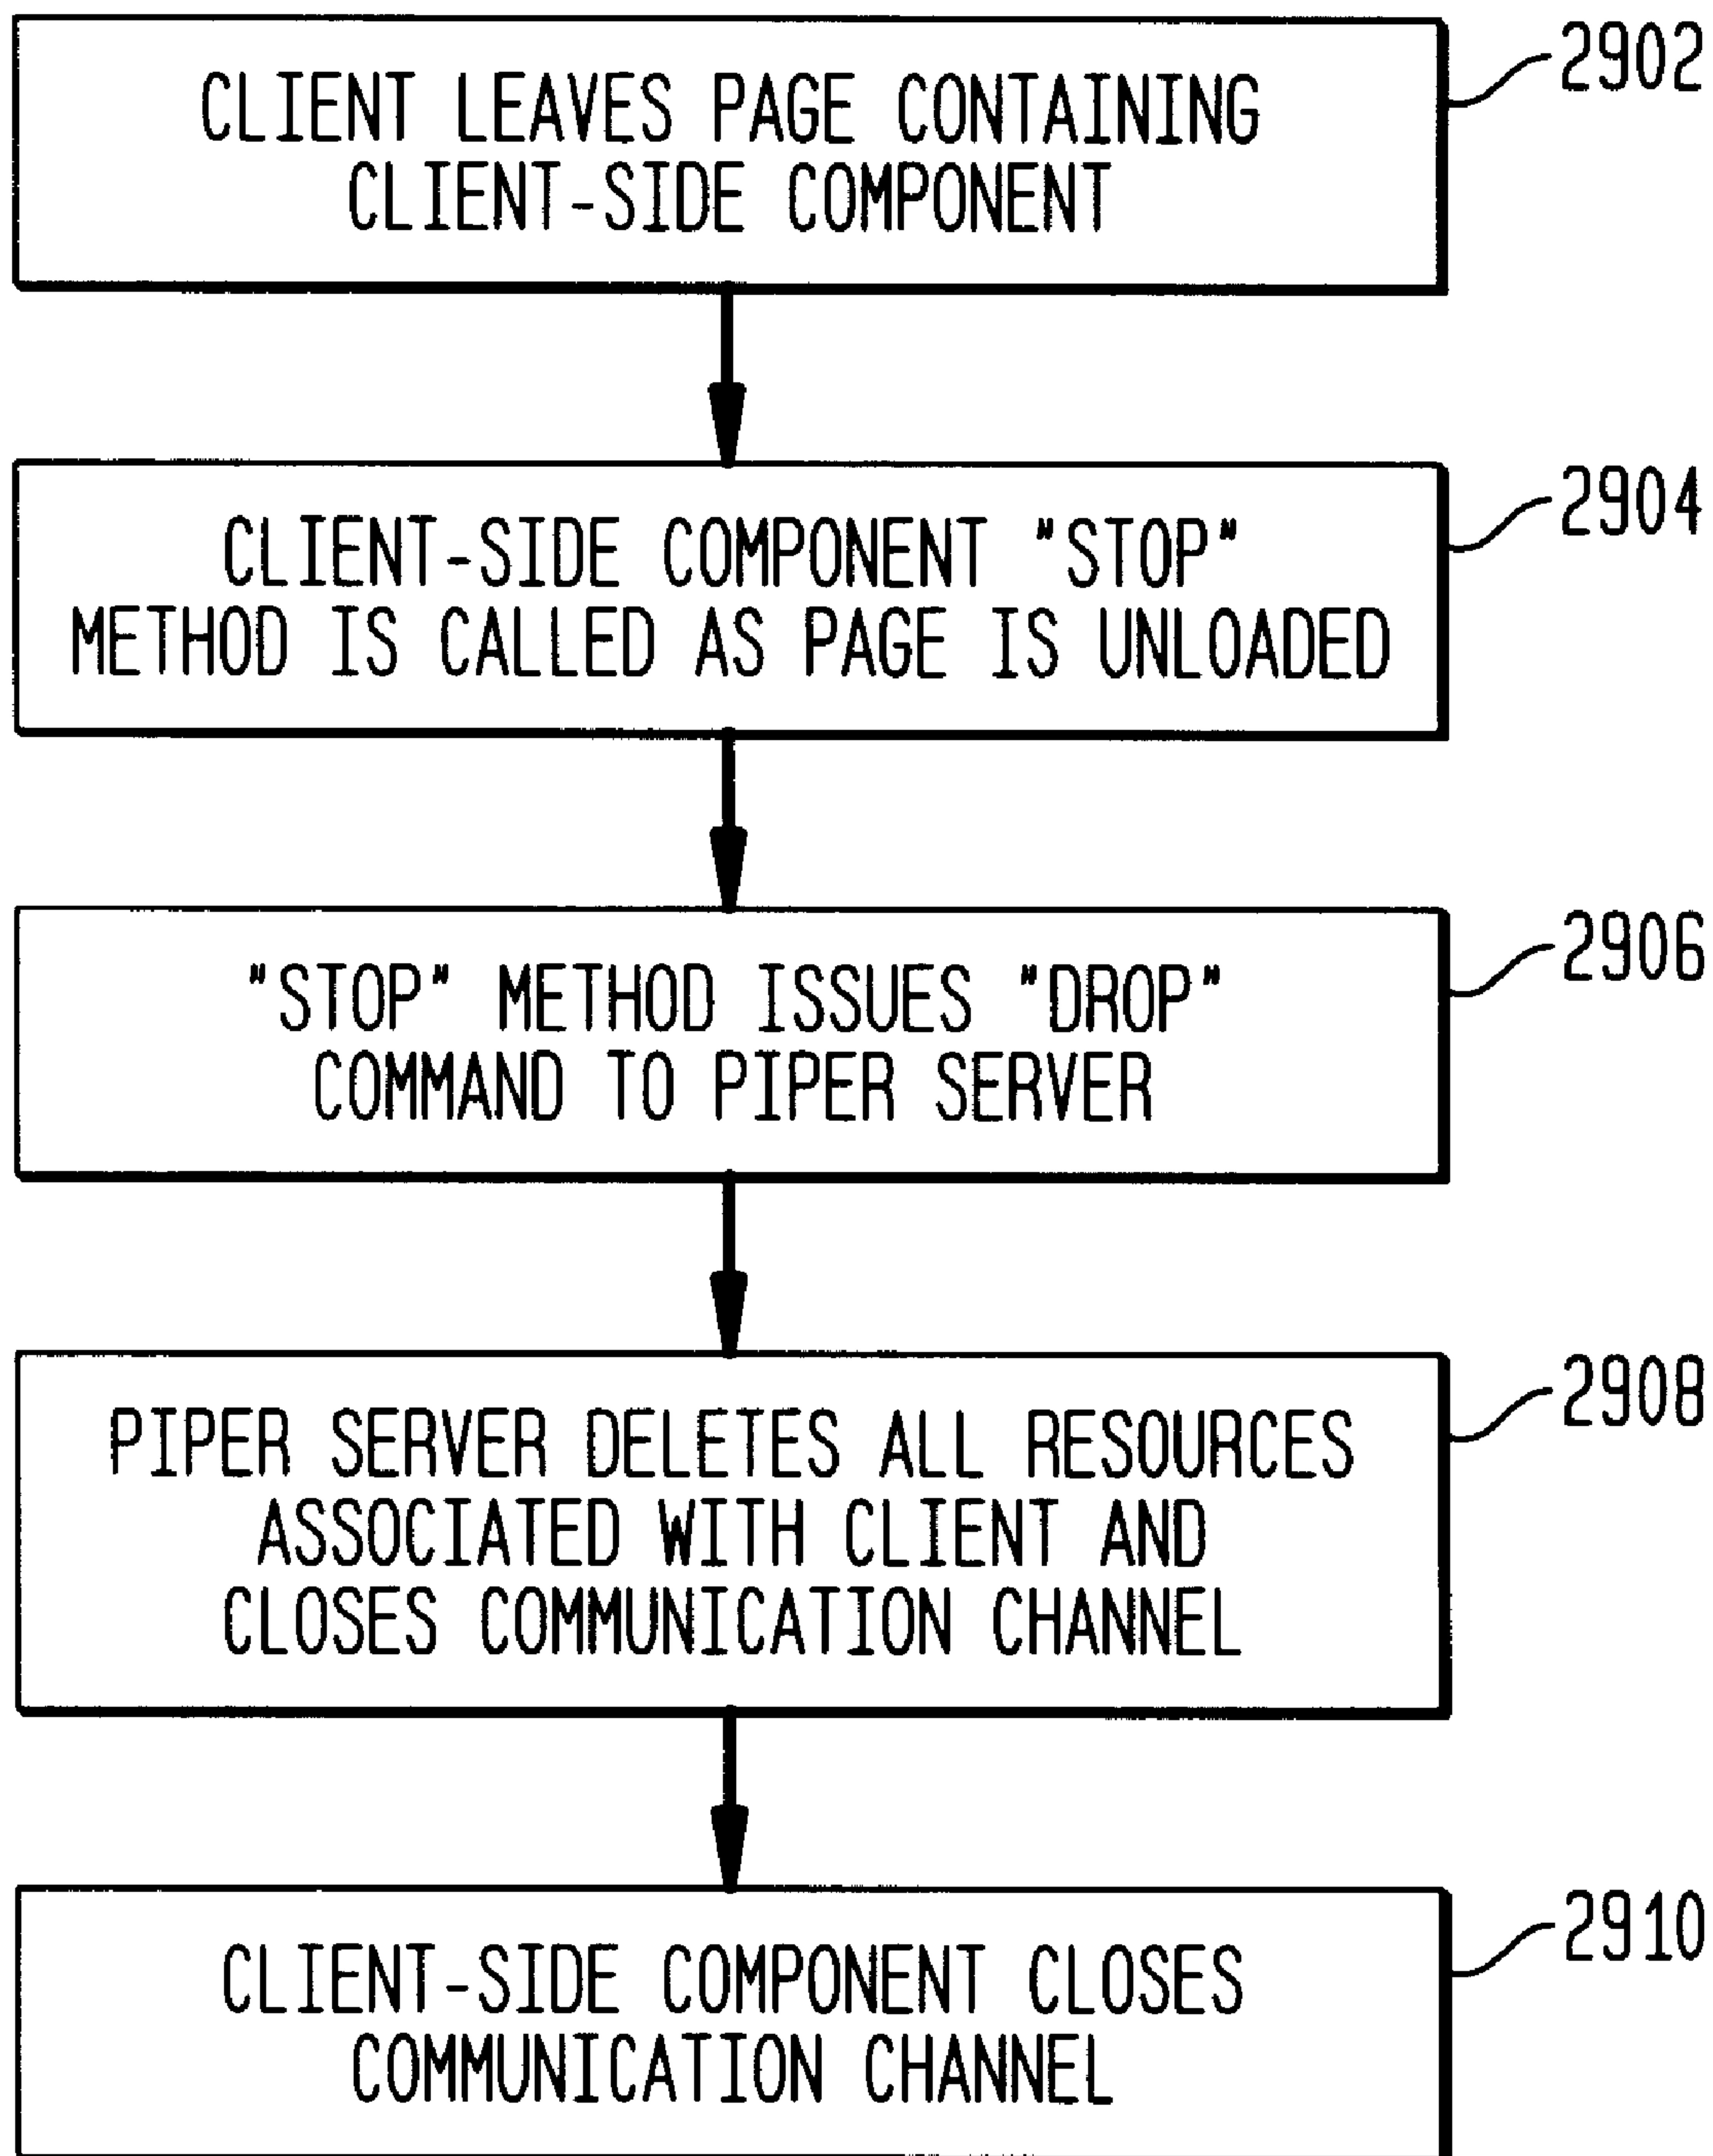 CLIENT LEAVES PAGE CONTAINING
CLIENT-SIDE COMPONENT
2902
CLIENT-SIDE COMPONENT "STOP"
METHOD IS CALLED AS PAGE IS UNLOADED
2904
"STOP" METHOD ISSUES "DROP"
COMMAND TO PIPER SERVER
2906
PIPER SERVER DELETES ALL RESOURCES
ASSOCIATED WITH CLIENT AND
CLOSES COMMUNICATION CHANNEL
2908
CLIENT-SIDE COMPONENT CLOSES
COMMUNICATION CHANNEL
2910